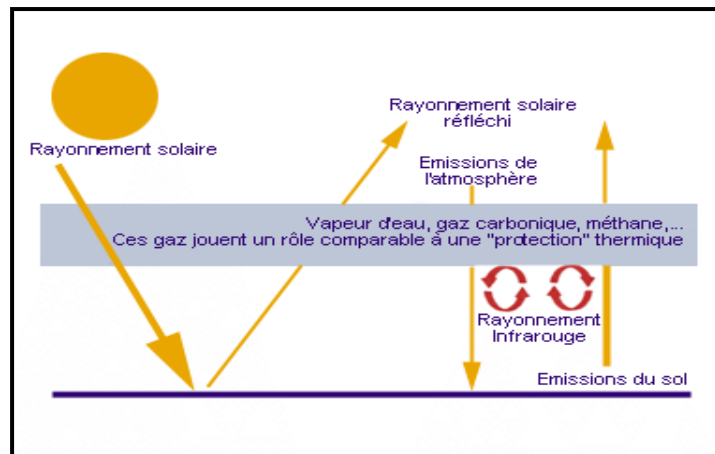 Rayonnement solaire
Rayonnement solaire
réfléchi
Emissions de
l'atmosphère
Vapeur d'eau, gaz carbonique, méthane,...
Ces gaz jouent un rôle comparable à une "protection" thermique
Rayonnement
Infrarouge
Emissions du sol